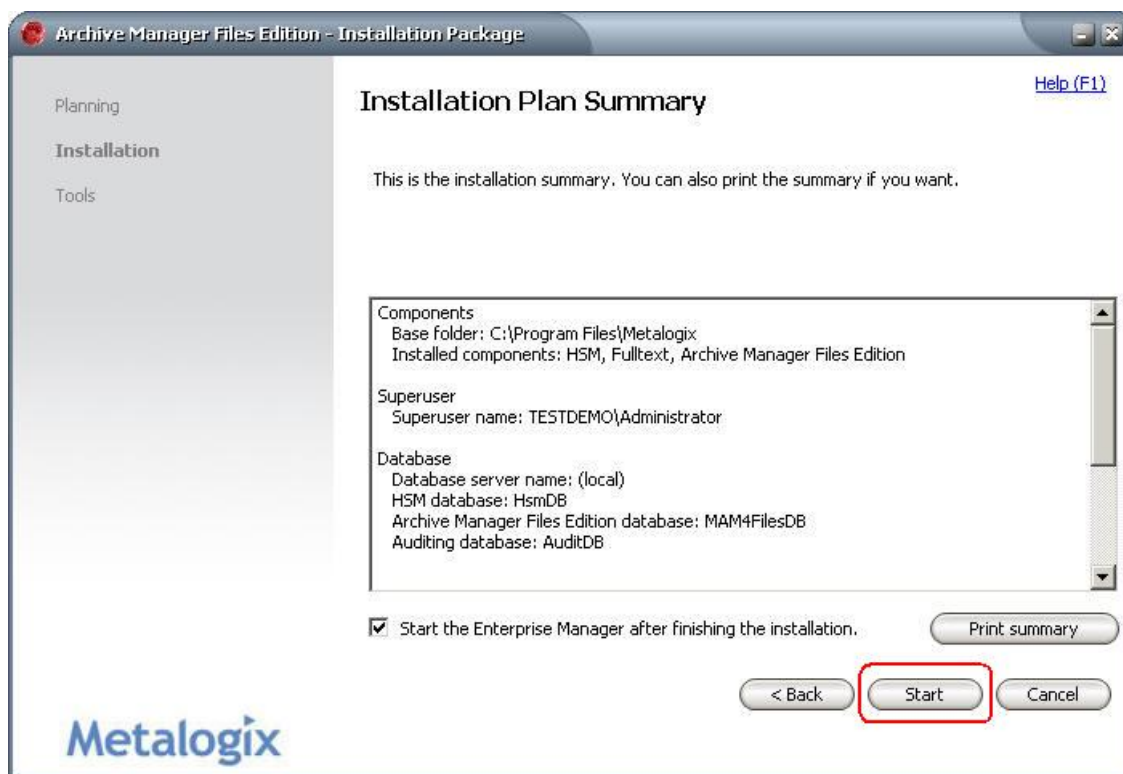 Archive Manager Files Edition - Installation Package
Help (F1)
Planning
Installation
Tools
Installation Plan Summary
This is the installation summary. You can also print the summary if you want.
Components
Base folder: C:\Program Files\Metalogix
Installed components: HSM, Fulltext, Archive Manager Files Edition
Superuser
Superuser name: TESTDEMO\Administrator
Database
Database server name: (local)
HSM database: HsmDB
Archive Manager Files Edition database: MAM4FilesDB
Auditing database: AuditDB
Start the Enterprise Manager after finishing the installation.
Print summary
< Back
Start
Cancel
Metalogix